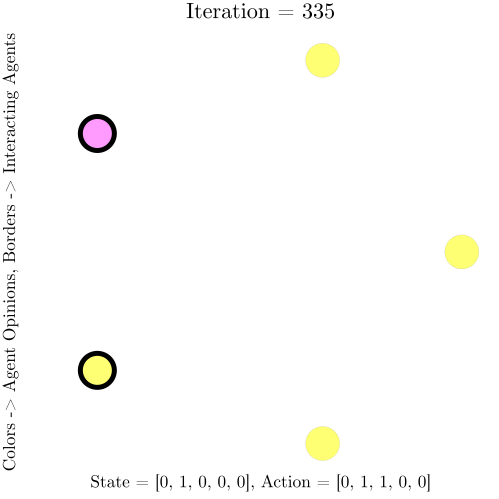 Iteration = 335
Colors -> Agent Opinions, Borders -> Interacting Agents
State = [0, 1, 0, 0, 0], Action = [0, 1, 1, 0, 0]